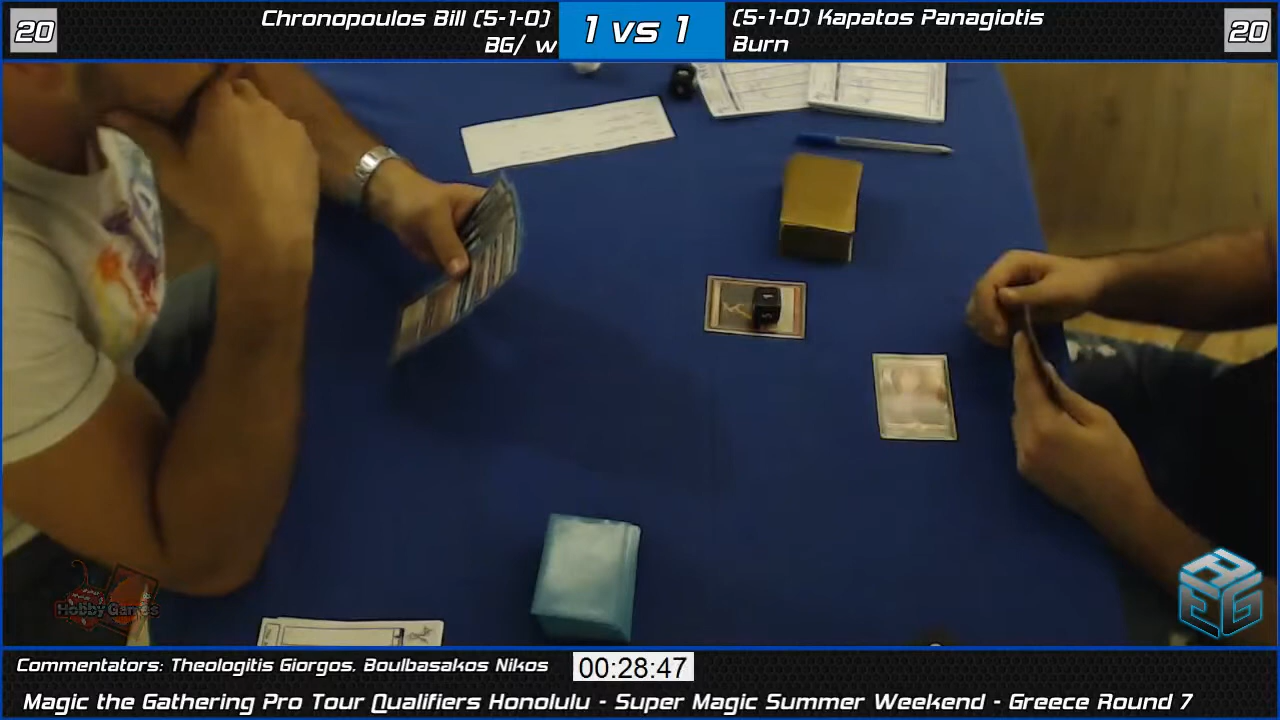 20
Chronopoulos Bill (5-1-0)
BG/ w
1 vs 1
(5-1-0) Kapatos Panagiotis
Burn
20
Hobby Games
Commentators: Theologitis Giorgos, Boulbasakos Nikos
00:28:47
Magic the Gathering Pro Tour Qualifiers Honolulu - Super Magic Summer Weekend - Greece Round 7